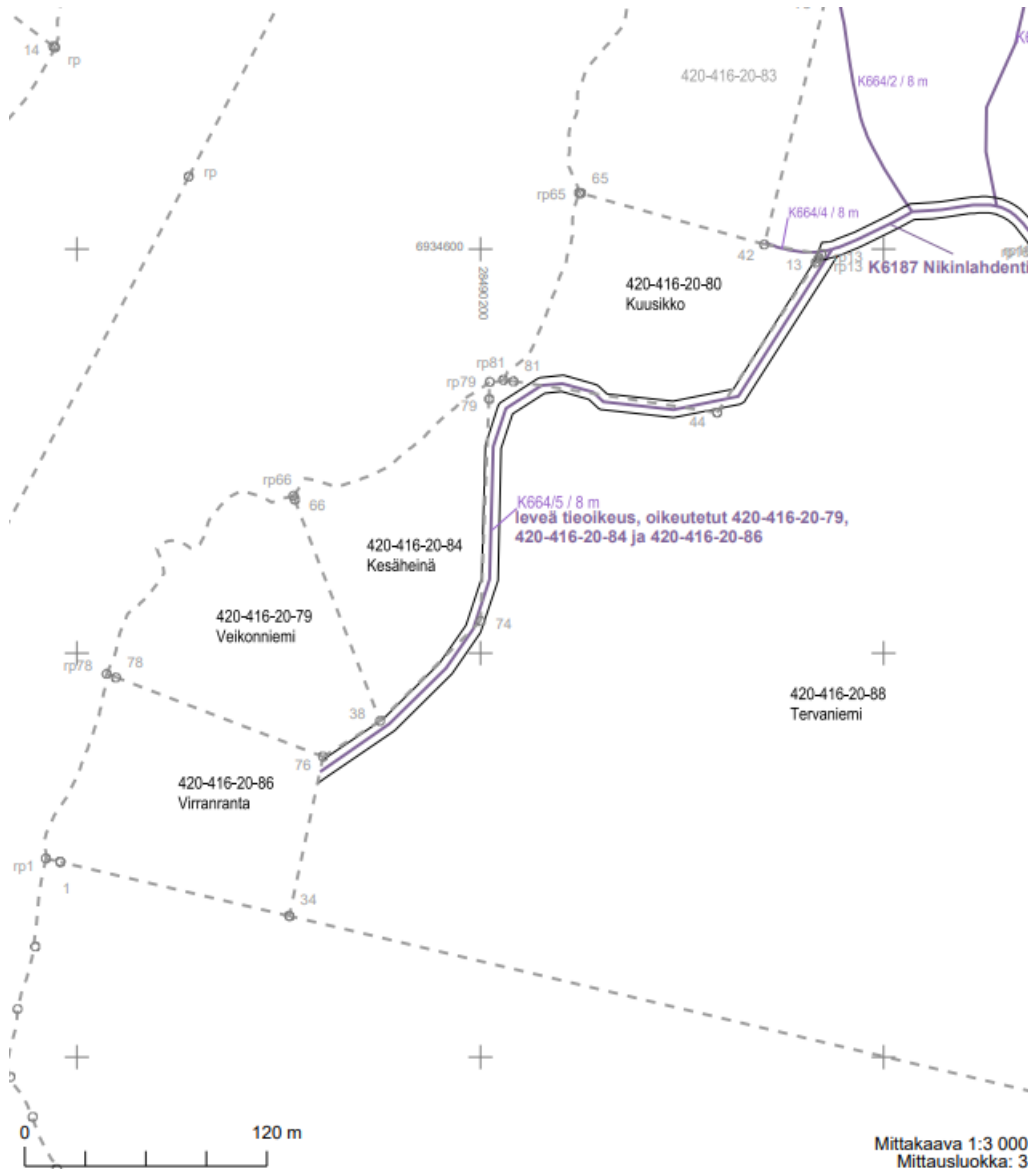 14
rp
420-416-20-83
K664/2 / 8 m
rp
65
rp65
K664/4 / 8 m
6934600
42
13
rp13
rp13
K6187 Nikinlahdenti
28490200
420-416-20-80
Kuusikko
rp81
81
rp79
79
44
rp66
66
K664/5 / 8 m
leveä tieoikeus, oikeutetut 420-416-20-79,
420-416-20-84 ja 420-416-20-86
420-416-20-84
Kesäheinä
420-416-20-79
Veikonniemi
74
rp78
78
38
420-416-20-88
Tervaniemi
76
420-416-20-86
Virranranta
rp1
1
34
0
120 m
Mittakaava 1:3 000
Mittausluokka: 3